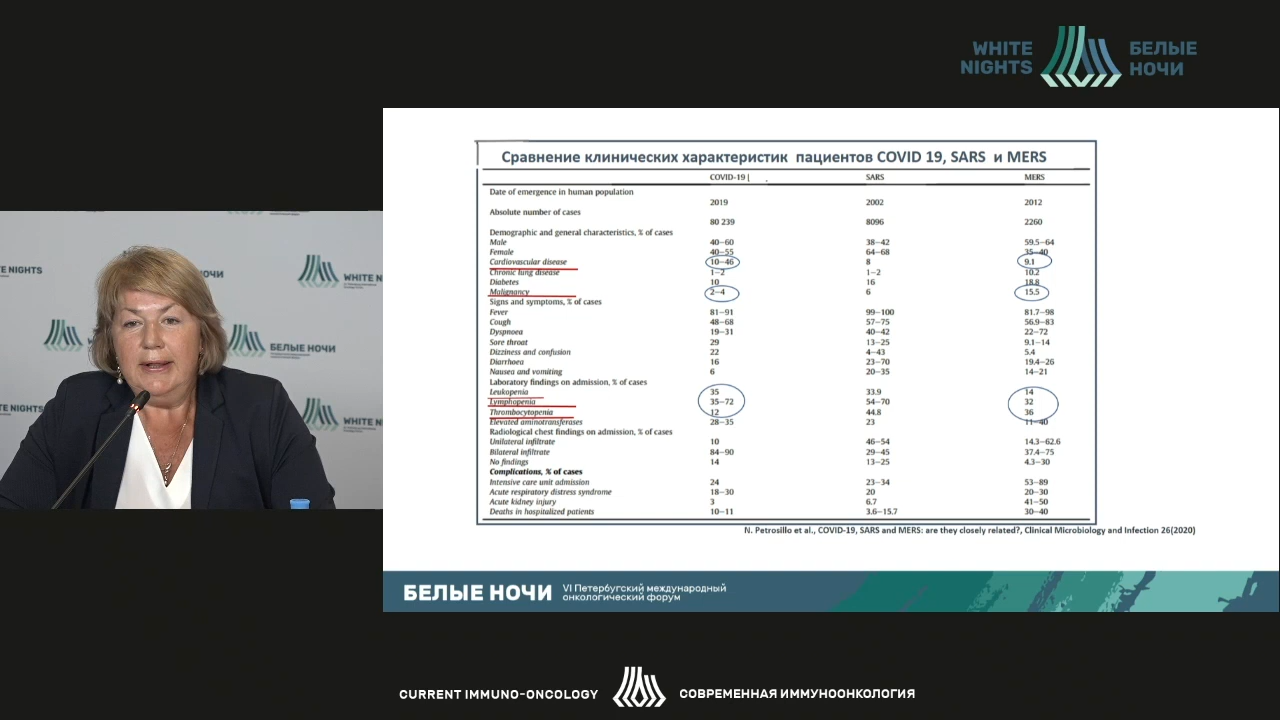 WHITE
NIGHTS
БЕЛЫЕ
НОЧИ
Сравнение клинических характеристик пациентов COVID 19, SARS и MERS
COVID-19 SARS MERS
Date of emergence in human population
2019 2002 2012
Absolute number of cases
80 239 8096 2260
Demographic and general characteristics, % of cases
Male 40–60 38–42 59.5–64
Female 40–55 64–68 35–40
Cardiovascular disease 10–46 8 9.1
Chronic lung disease 1–2 1–2 10.2
Diabetes 10 16 18.8
Malignancy 2–4 6 15.5
Signs and symptoms, % of cases
Fever 81–91 99–100 81.7–98
Cough 48–68 57–75 56.9–83
Dyspnoea 19–31 40–42 22–72
Sore throat 29 13–25 9.1–14
Dizziness and confusion 22 4–43 5.4
Diarrhoea 16 23–70 19.4–26
Nausea and vomiting 6 20–35 14–21
Laboratory findings on admission, % of cases
Leukopenia 35 33.9 14
Lymphopenia 35–72 54–70 32
Thrombocytopenia 12 44.8 36
Elevated aminotransferases 28–35 23 11–40
Radiological chest findings on admission, % of cases
Unilateral infiltrate 10 46–54 14.3–62.6
Bilateral infiltrate 84–90 29–45 37.4–75
No findings 14 13–25 4.3–30
Complications, % of cases
Intensive care unit admission 24 23–34 53–89
Acute respiratory distress syndrome 18–30 20 20–30
Acute kidney injury 3 6.7 41–50
Deaths in hospitalized patients 10–11 3.6–15.7 30–40
N. Petrosillo et al., COVID-19, SARS and MERS: are they closely related?, Clinical Microbiology and Infection 26(2020)
TE NIGHTS
WHITE NIGHTS
ЫЕ НОЧИ
БЕЛЫЕ НОЧИ
TE NIGHTS
WHITE NIGHTS
БЕЛЫЕ НОЧИ
VI Петербугский международный
онкологический форум
CURRENT IMMUNO-ONCOLOGY
СОВРЕМЕННАЯ ИММУНООНКОЛОГИЯ